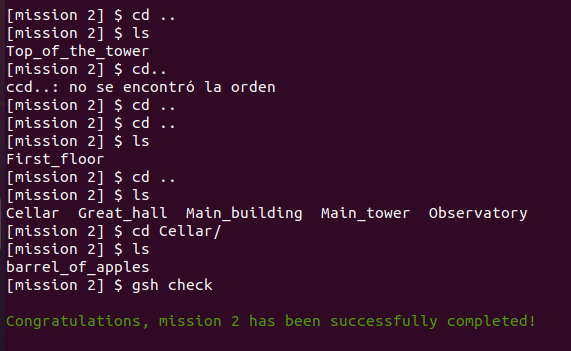 [mission 2] $ cd ..
[mission 2] $ ls
Top_of_the_tower
[mission 2] $ cd..
ccd..: no se encontró la orden
[mission 2] $ cd ..
[mission 2] $ cd ..
[mission 2] $ ls
First_floor
[mission 2] $ cd ..
[mission 2] $ ls
Cellar  Great_hall  Main_building  Main_tower  Observatory
[mission 2] $ cd Cellar/
[mission 2] $ ls
barrel_of_apples
[mission 2] $ gsh check
Congratulations, mission 2 has been successfully completed!